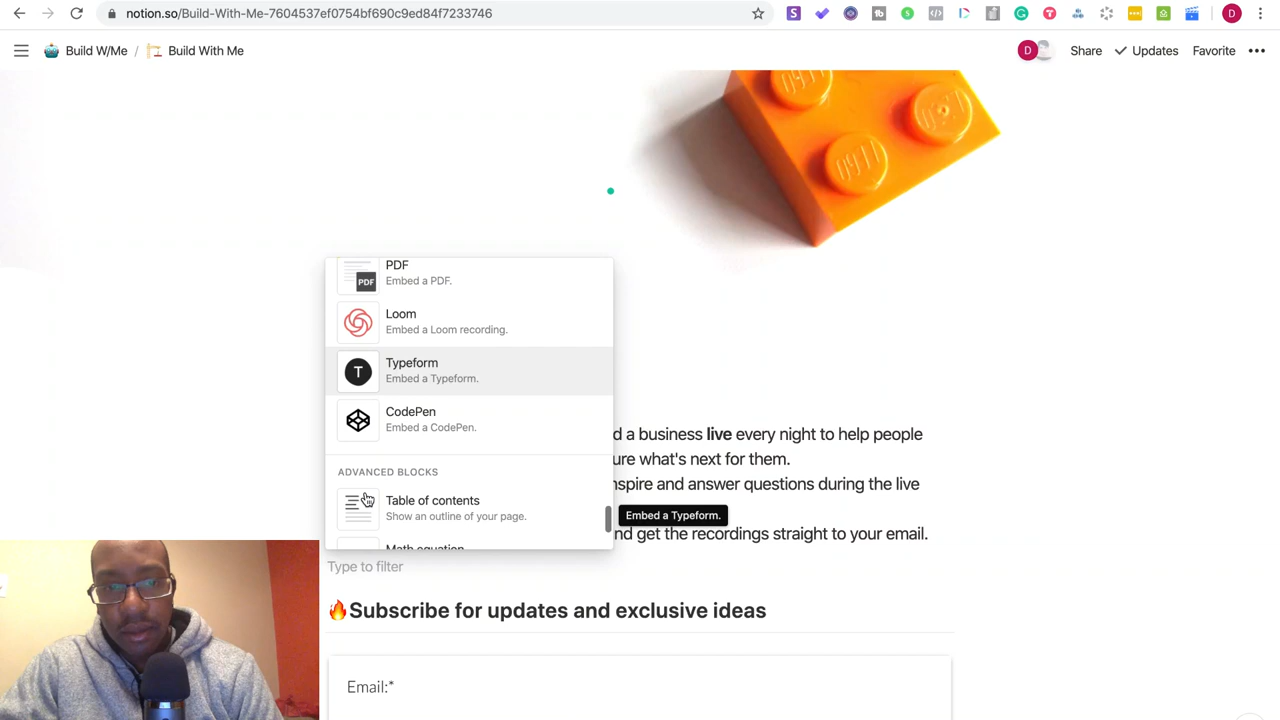 notion.so/Build-With-Me-7604537ef0754bf690c9ed84f7233746
D
Build W/Me / Build With Me
D
Share
Updates
Favorite
PDF
PDF
Embed a PDF.
Loom
Embed a Loom recording.
T
Typeform
Embed a Typeform.
CodePen
Embed a CodePen.
ADVANCED BLOCKS
Table of contents
Show an outline of your page.
Math equation
Embed a Typeform.
d a business live every night to help people
ure what's next for them.
nspire and answer questions during the live
nd get the recordings straight to your email.
Type to filter
🔥Subscribe for updates and exclusive ideas
Email:*